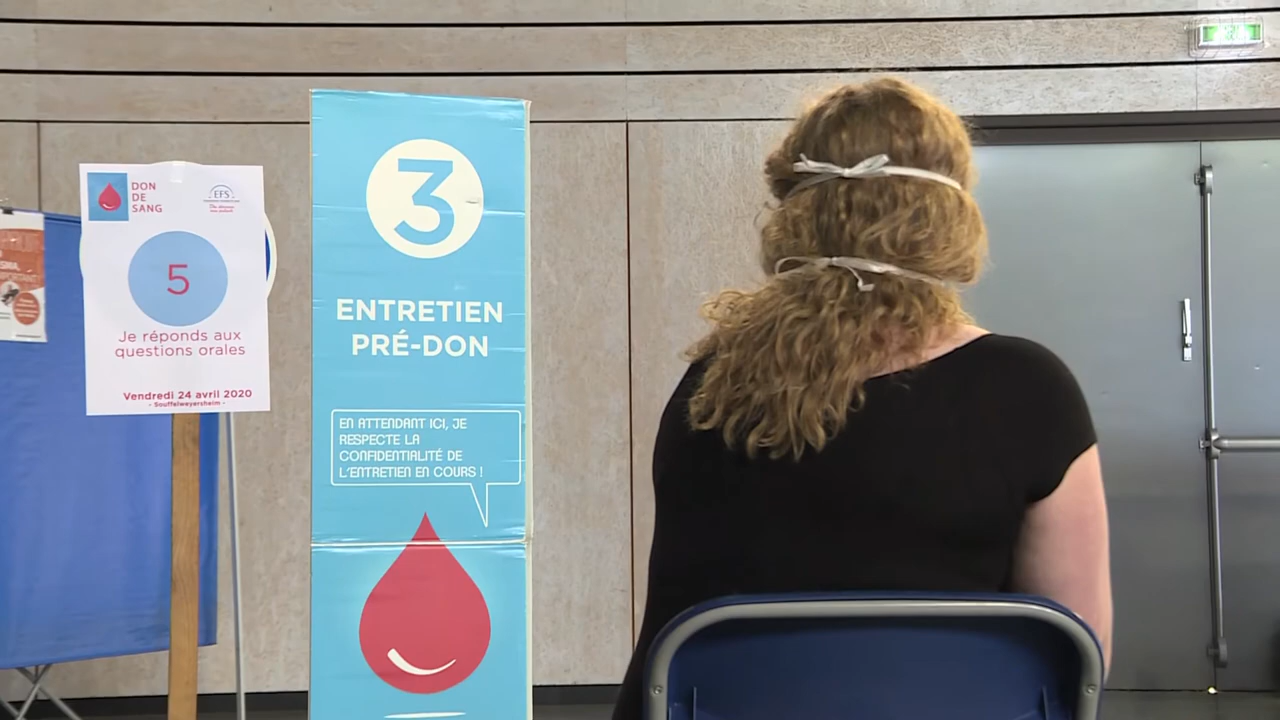 DON
DE
SANG
EFS
5
Je réponds aux
questions orales
Vendredi 24 avril 2020
- Souffelweyersheim -
3
ENTRETIEN
PRÉ-DON
EN ATTENDANT ICI, JE
RESPECTE LA
CONFIDENTIALITÉ DE
L'ENTRETIEN EN COURS !